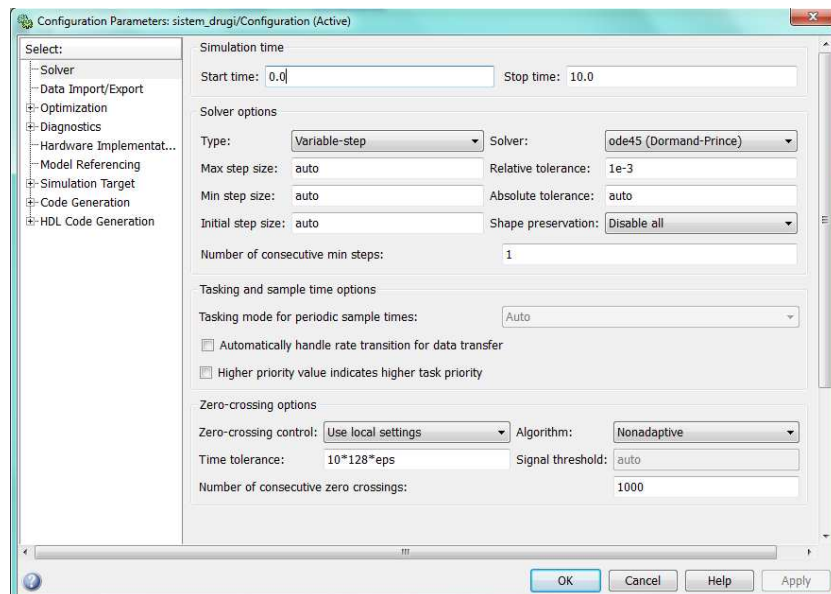 Configuration Parameters: sistem_drugi/Configuration (Active)
Select:
Solver
Data Import/Export
Optimization
Diagnostics
Hardware Implementat...
Model Referencing
Simulation Target
Code Generation
HDL Code Generation
Simulation time
Start time: 0.0 Stop time: 10.0
Solver options
Type: Variable-step Solver: ode45 (Dormand-Prince)
Max step size: auto Relative tolerance: 1e-3
Min step size: auto Absolute tolerance: auto
Initial step size: auto Shape preservation: Disable all
Number of consecutive min steps: 1
Tasking and sample time options
Tasking mode for periodic sample times: Auto
Automatically handle rate transition for data transfer
Higher priority value indicates higher task priority
Zero-crossing options
Zero-crossing control: Use local settings Algorithm: Nonadaptive
Time tolerance: 10*128*eps Signal threshold: auto
Number of consecutive zero crossings: 1000
OK Cancel Help Apply